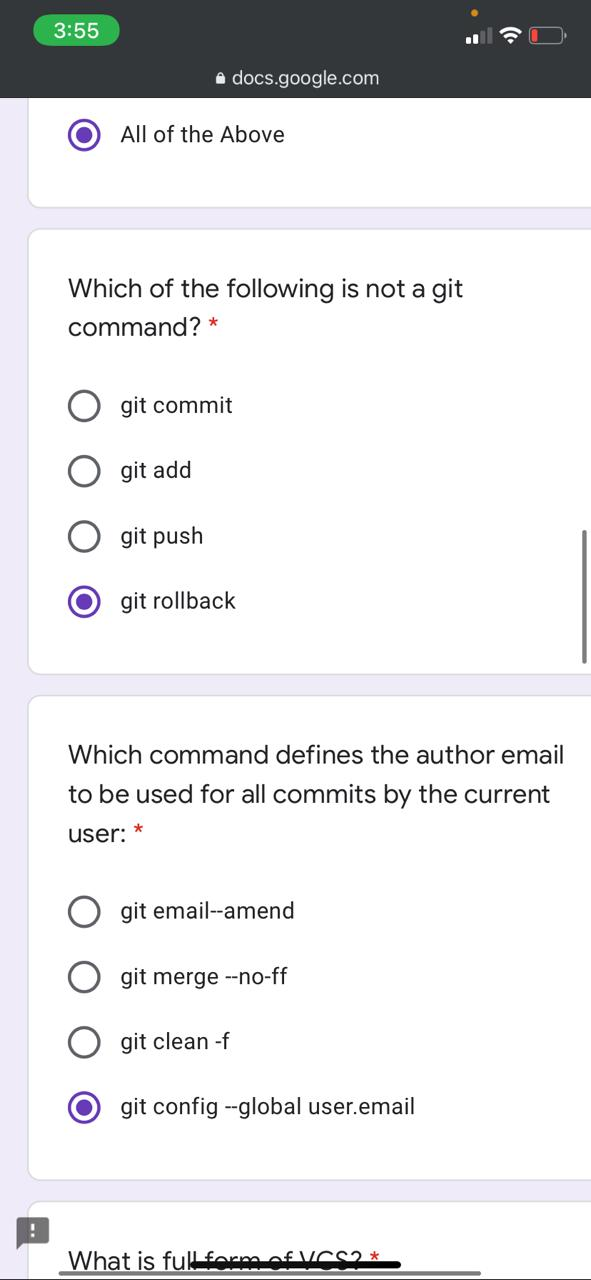 3:55
docs.google.com
All of the Above
Which of the following is not a git
command? *
git commit
git add
git push
git rollback
Which command defines the author email
to be used for all commits by the current
user: *
git email--amend
git merge --no-ff
git clean -f
git config --global user.email
What is full form of VCS? *